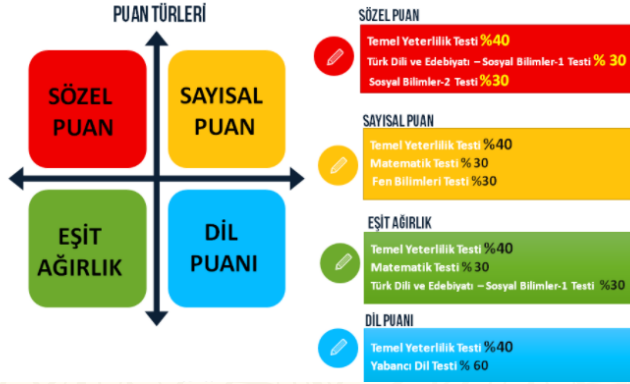 PUAN TÜRLERİ
SÖZEL
PUAN
SAYISAL
PUAN
EŞİT
AĞIRLIK
DİL
PUANI
SÖZEL PUAN
Temel Yeterlilik Testi %40
Türk Dili ve Edebiyatı – Sosyal Bilimler-1 Testi % 30
Sosyal Bilimler-2 Testi %30
SAYISAL PUAN
Temel Yeterlilik Testi %40
Matematik Testi % 30
Fen Bilimleri Testi %30
EŞİT AĞIRLIK
Temel Yeterlilik Testi %40
Matematik Testi % 30
Türk Dili ve Edebiyatı – Sosyal Bilimler-1 Testi %30
DİL PUANI
Temel Yeterlilik Testi %40
Yabancı Dil Testi % 60